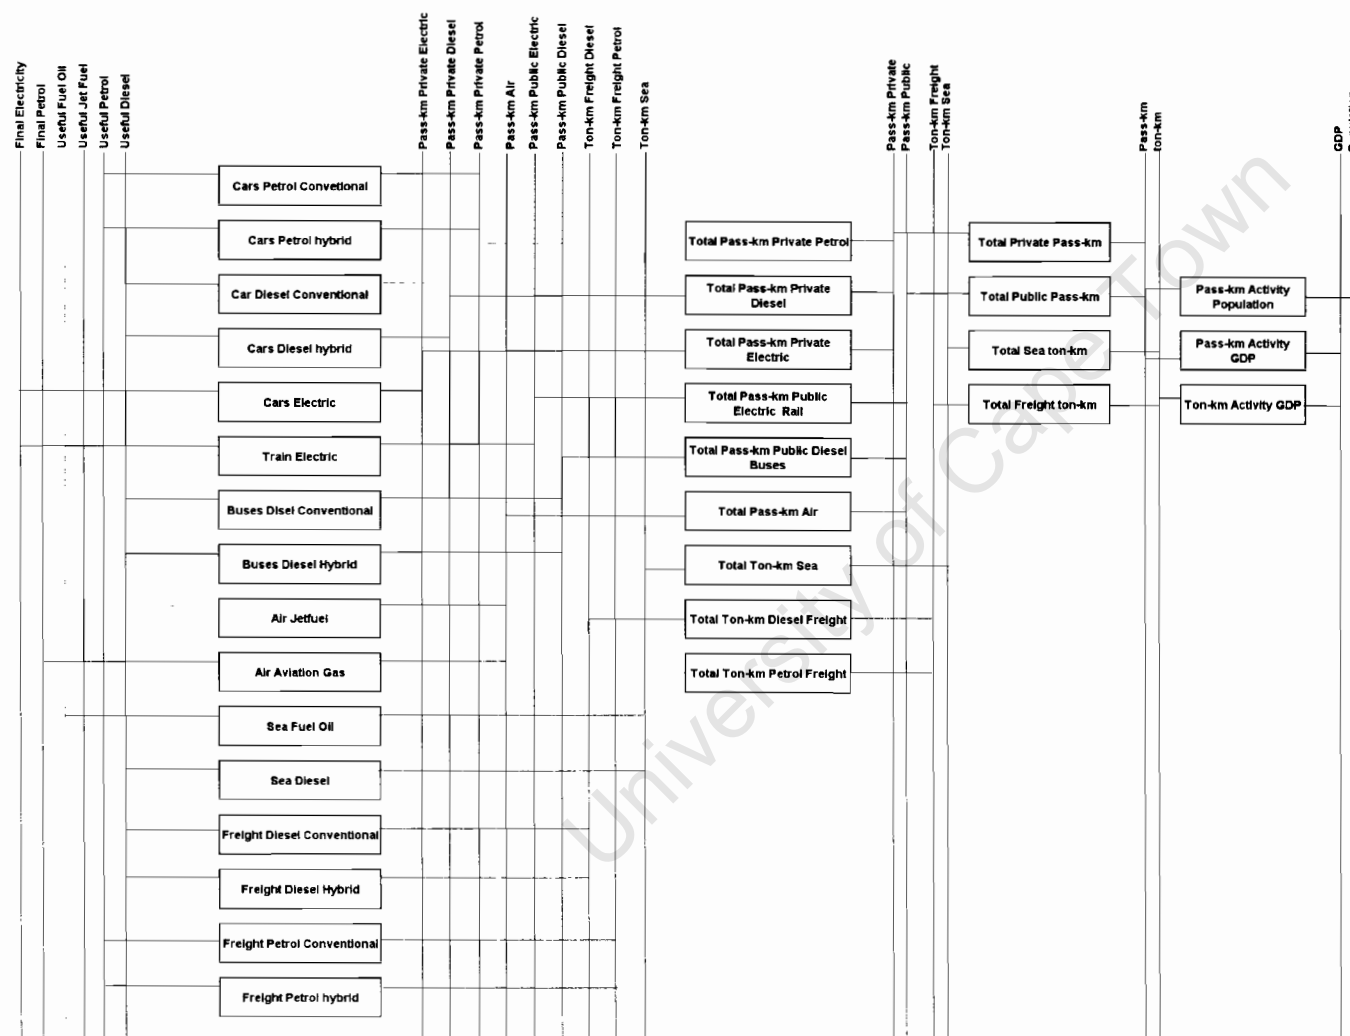 Final Electricity
Final Petrol
Useful Fuel Oil
Useful Jet Fuel
Useful Petrol
Useful Diesel
Pass-km Private Electric
Pass-km Private Diesel
Pass-km Private Petrol
Pass-km Air
Pass-km Public Electric
Pass-km Public Diesel
Ton-km Freight Diesel
Ton-km Freight Petrol
Ton-km Sea
Pass-km Private
Pass-km Public
Ton-km Freight
Ton-km Sea
Pass-km
ton-km
GDP
Cars Petrol Convetional
Cars Petrol hybrid
Car Diesel Conventional
Cars Diesel hybrid
Cars Electric
Train Electric
Buses Disel Conventional
Buses Diesel Hybrid
Air Jetfuel
Air Aviation Gas
Sea Fuel Oil
Sea Diesel
Freight Diesel Conventional
Freight Diesel Hybrid
Freight Petrol Conventional
Freight Petrol hybrid
Total Pass-km Private Petrol
Total Pass-km Private
Diesel
Total Pass-km Private
Electric
Total Pass-km Public
Electric Rail
Total Pass-km Public Diesel
Buses
Total Pass-km Air
Total Ton-km Sea
Total Ton-km Diesel Freight
Total Ton-km Petrol Freight
Total Private Pass-km
Total Public Pass-km
Total Sea ton-km
Total Freight ton-km
Pass-km Activity
Population
Pass-km Activity
GDP
Ton-km Activity GDP
University of Cape Town